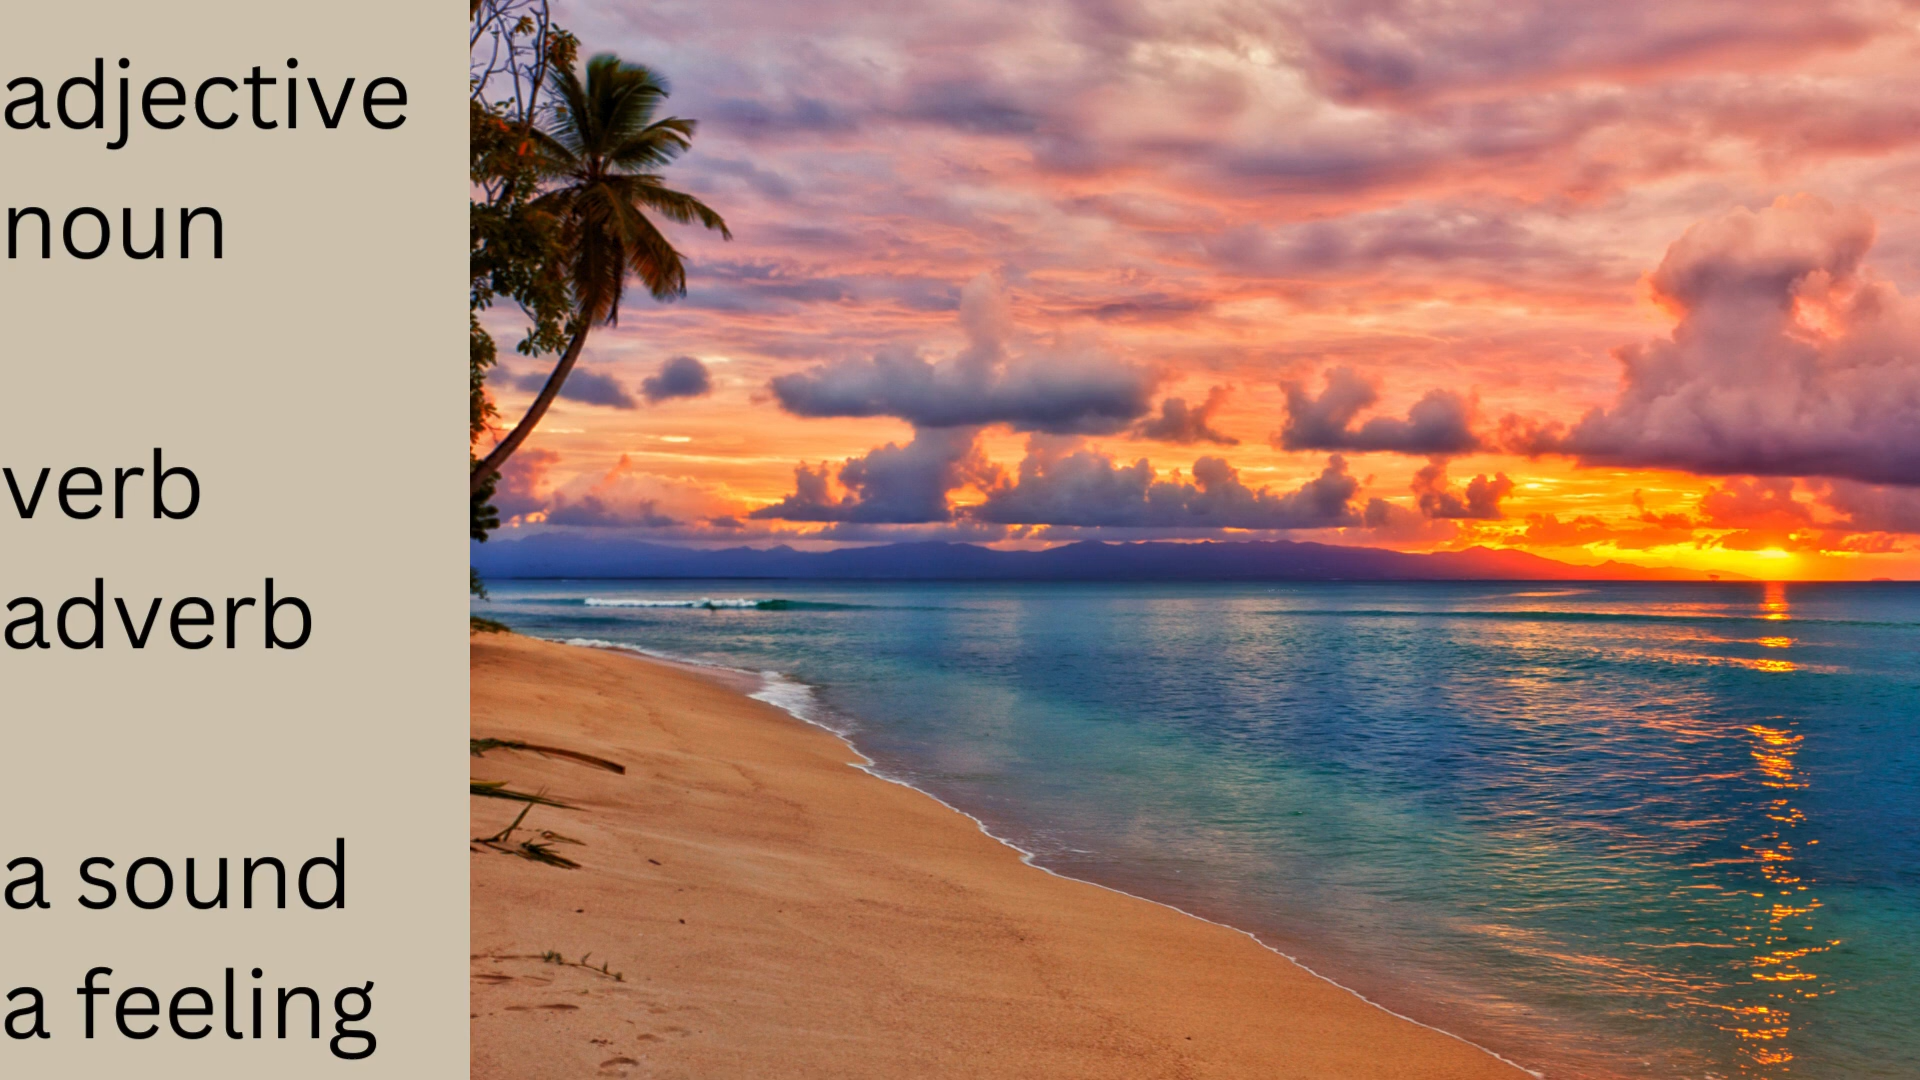 adjective
noun
verb
adverb
a sound
a feeling